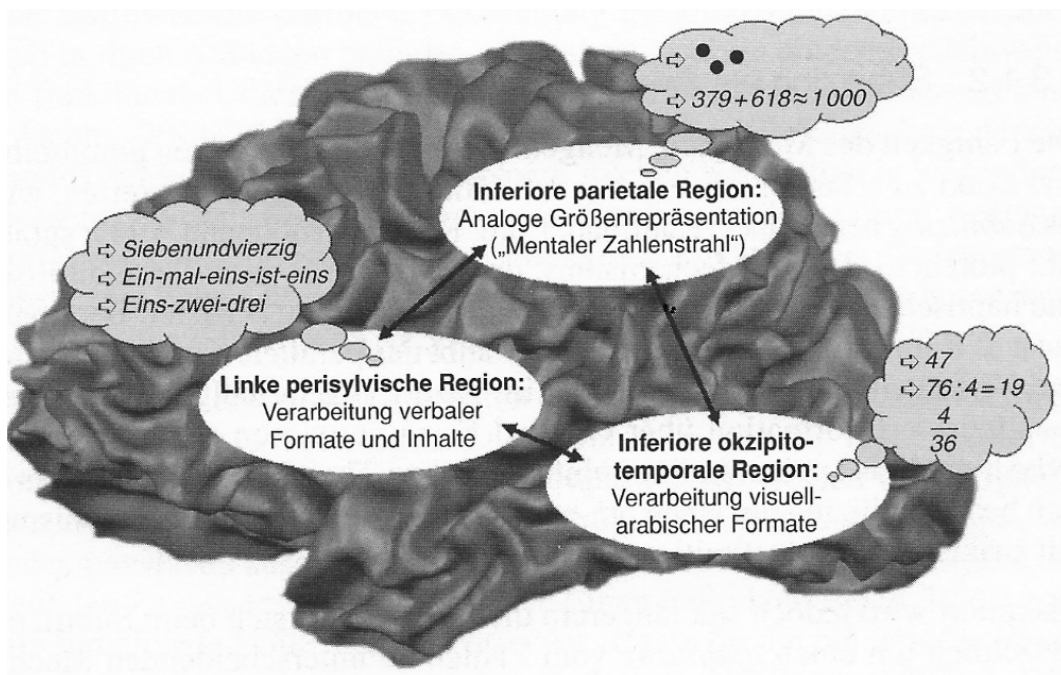 ⇨
⇨ 379 + 618 ≈ 1000
Inferiore parietale Region:
Analoge Größenrepräsentation
(„Mentaler Zahlenstrahl“)
⇨ Siebenundvierzig
⇨ Ein-mal-eins-ist-eins
⇨ Eins-zwei-drei
Linke perisylvische Region:
Verarbeitung verbaler
Formate und Inhalte
⇨ 47
⇨ 76 : 4 = 19
4
36
Inferiore okzipito-
temporale Region:
Verarbeitung visuell-
arabischer Formate